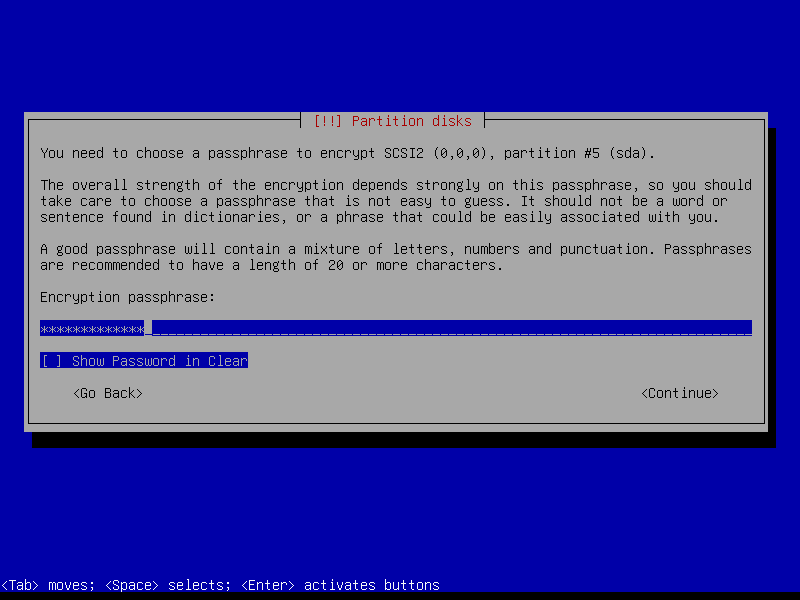 [!!] Partition disks
You need to choose a passphrase to encrypt SCSI2 (0,0,0), partition #5 (sda).
The overall strength of the encryption depends strongly on this passphrase, so you should
take care to choose a passphrase that is not easy to guess. It should not be a word or
sentence found in dictionaries, or a phrase that could be easily associated with you.
A good passphrase will contain a mixture of letters, numbers and punctuation. Passphrases
are recommended to have a length of 20 or more characters.
Encryption passphrase:
*************
[ ] Show Password in Clear
<Go Back> <Continue>
<Tab> moves; <Space> selects; <Enter> activates buttons